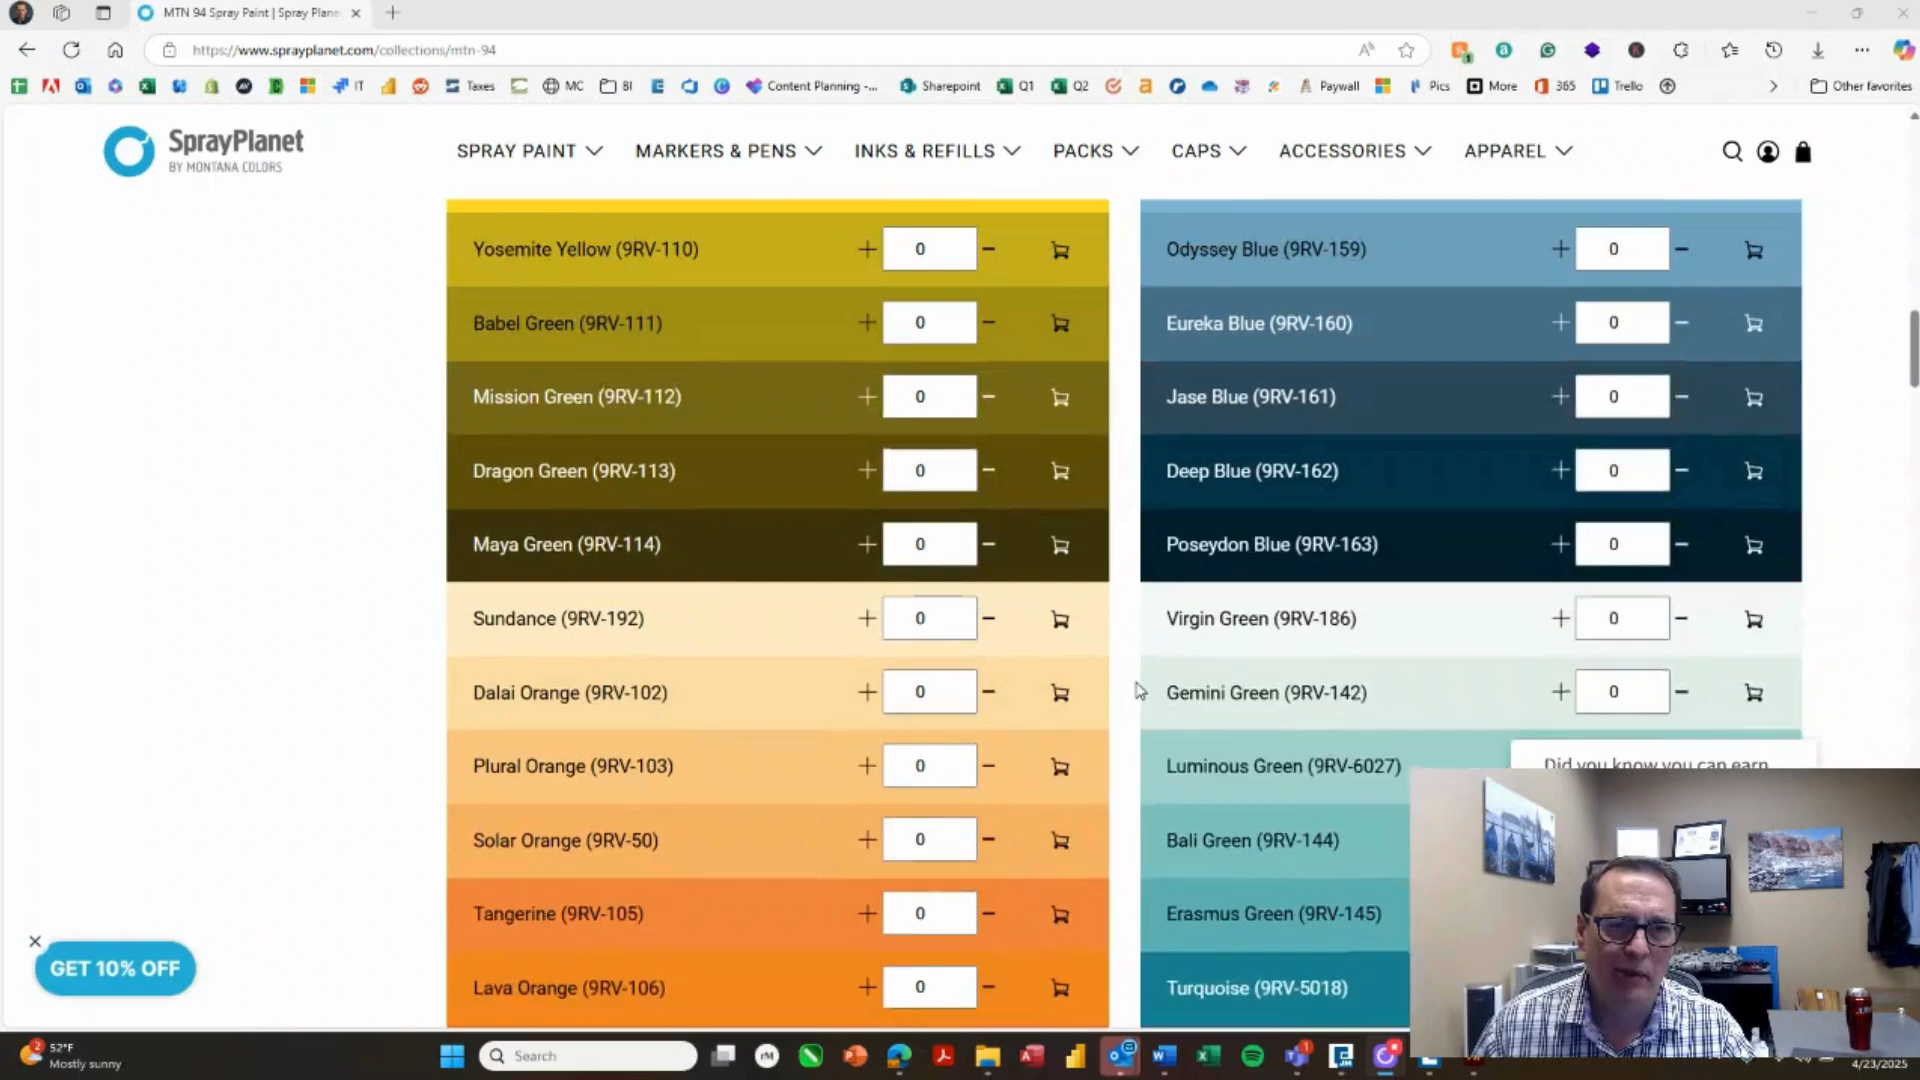 MTN 94 Spray Paint | Spray Plane
https://www.sprayplanet.com/collections/mtn-94
IT
Taxes
MC
BI
Content Planning -...
Sharepoint
Q1
Q2
Paywall
Pics
More
365
Trello
Other favorites
SprayPlanet
BY MONTANA COLORS
SPRAY PAINT
MARKERS & PENS
INKS & REFILLS
PACKS
CAPS
ACCESSORIES
APPAREL
Yosemite Yellow (9RV-110) + 0 −
Babel Green (9RV-111) + 0 −
Mission Green (9RV-112) + 0 −
Dragon Green (9RV-113) + 0 −
Maya Green (9RV-114) + 0 −
Sundance (9RV-192) + 0 −
Dalai Orange (9RV-102) + 0 −
Plural Orange (9RV-103) + 0 −
Solar Orange (9RV-50) + 0 −
Tangerine (9RV-105) + 0 −
Lava Orange (9RV-106) + 0 −
Odyssey Blue (9RV-159) + 0 −
Eureka Blue (9RV-160) + 0 −
Jase Blue (9RV-161) + 0 −
Deep Blue (9RV-162) + 0 −
Poseydon Blue (9RV-163) + 0 −
Virgin Green (9RV-186) + 0 −
Gemini Green (9RV-142) + 0 −
Luminous Green (9RV-6027)
Bali Green (9RV-144)
Erasmus Green (9RV-145)
Turquoise (9RV-5018)
Did you know you can earn
GET 10% OFF
2
52°F
Mostly sunny
Search
rM
1
4/23/2025